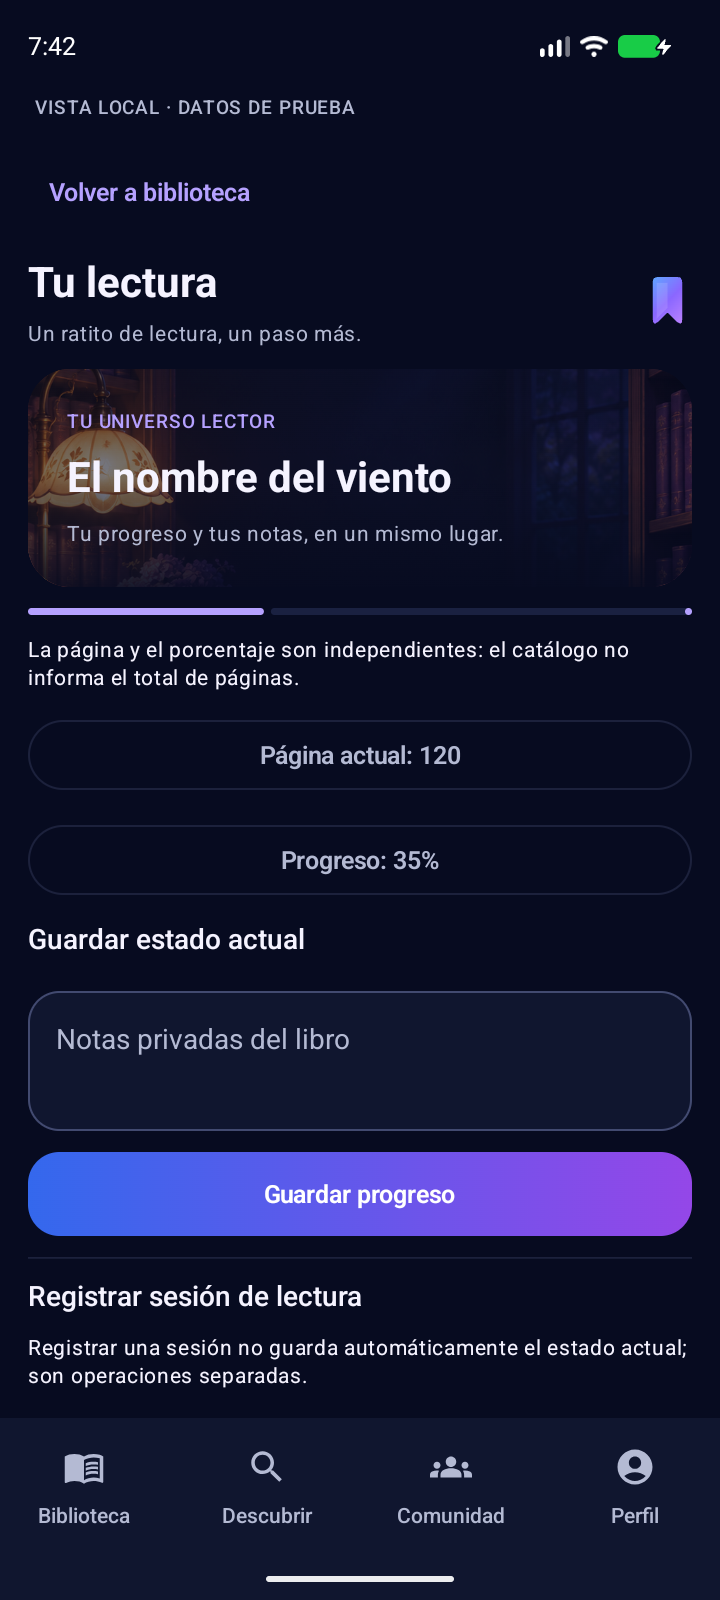 7:42
VISTA LOCAL · DATOS DE PRUEBA
Volver a biblioteca
Tu lectura
Un ratito de lectura, un paso más.
TU UNIVERSO LECTOR
El nombre del viento
Tu progreso y tus notas, en un mismo lugar.
La página y el porcentaje son independientes: el catálogo no
informa el total de páginas.
Página actual: 120
Progreso: 35%
Guardar estado actual
Notas privadas del libro
Guardar progreso
Registrar sesión de lectura
Registrar una sesión no guarda automáticamente el estado actual;
son operaciones separadas.
Biblioteca
Descubrir
Comunidad
Perfil